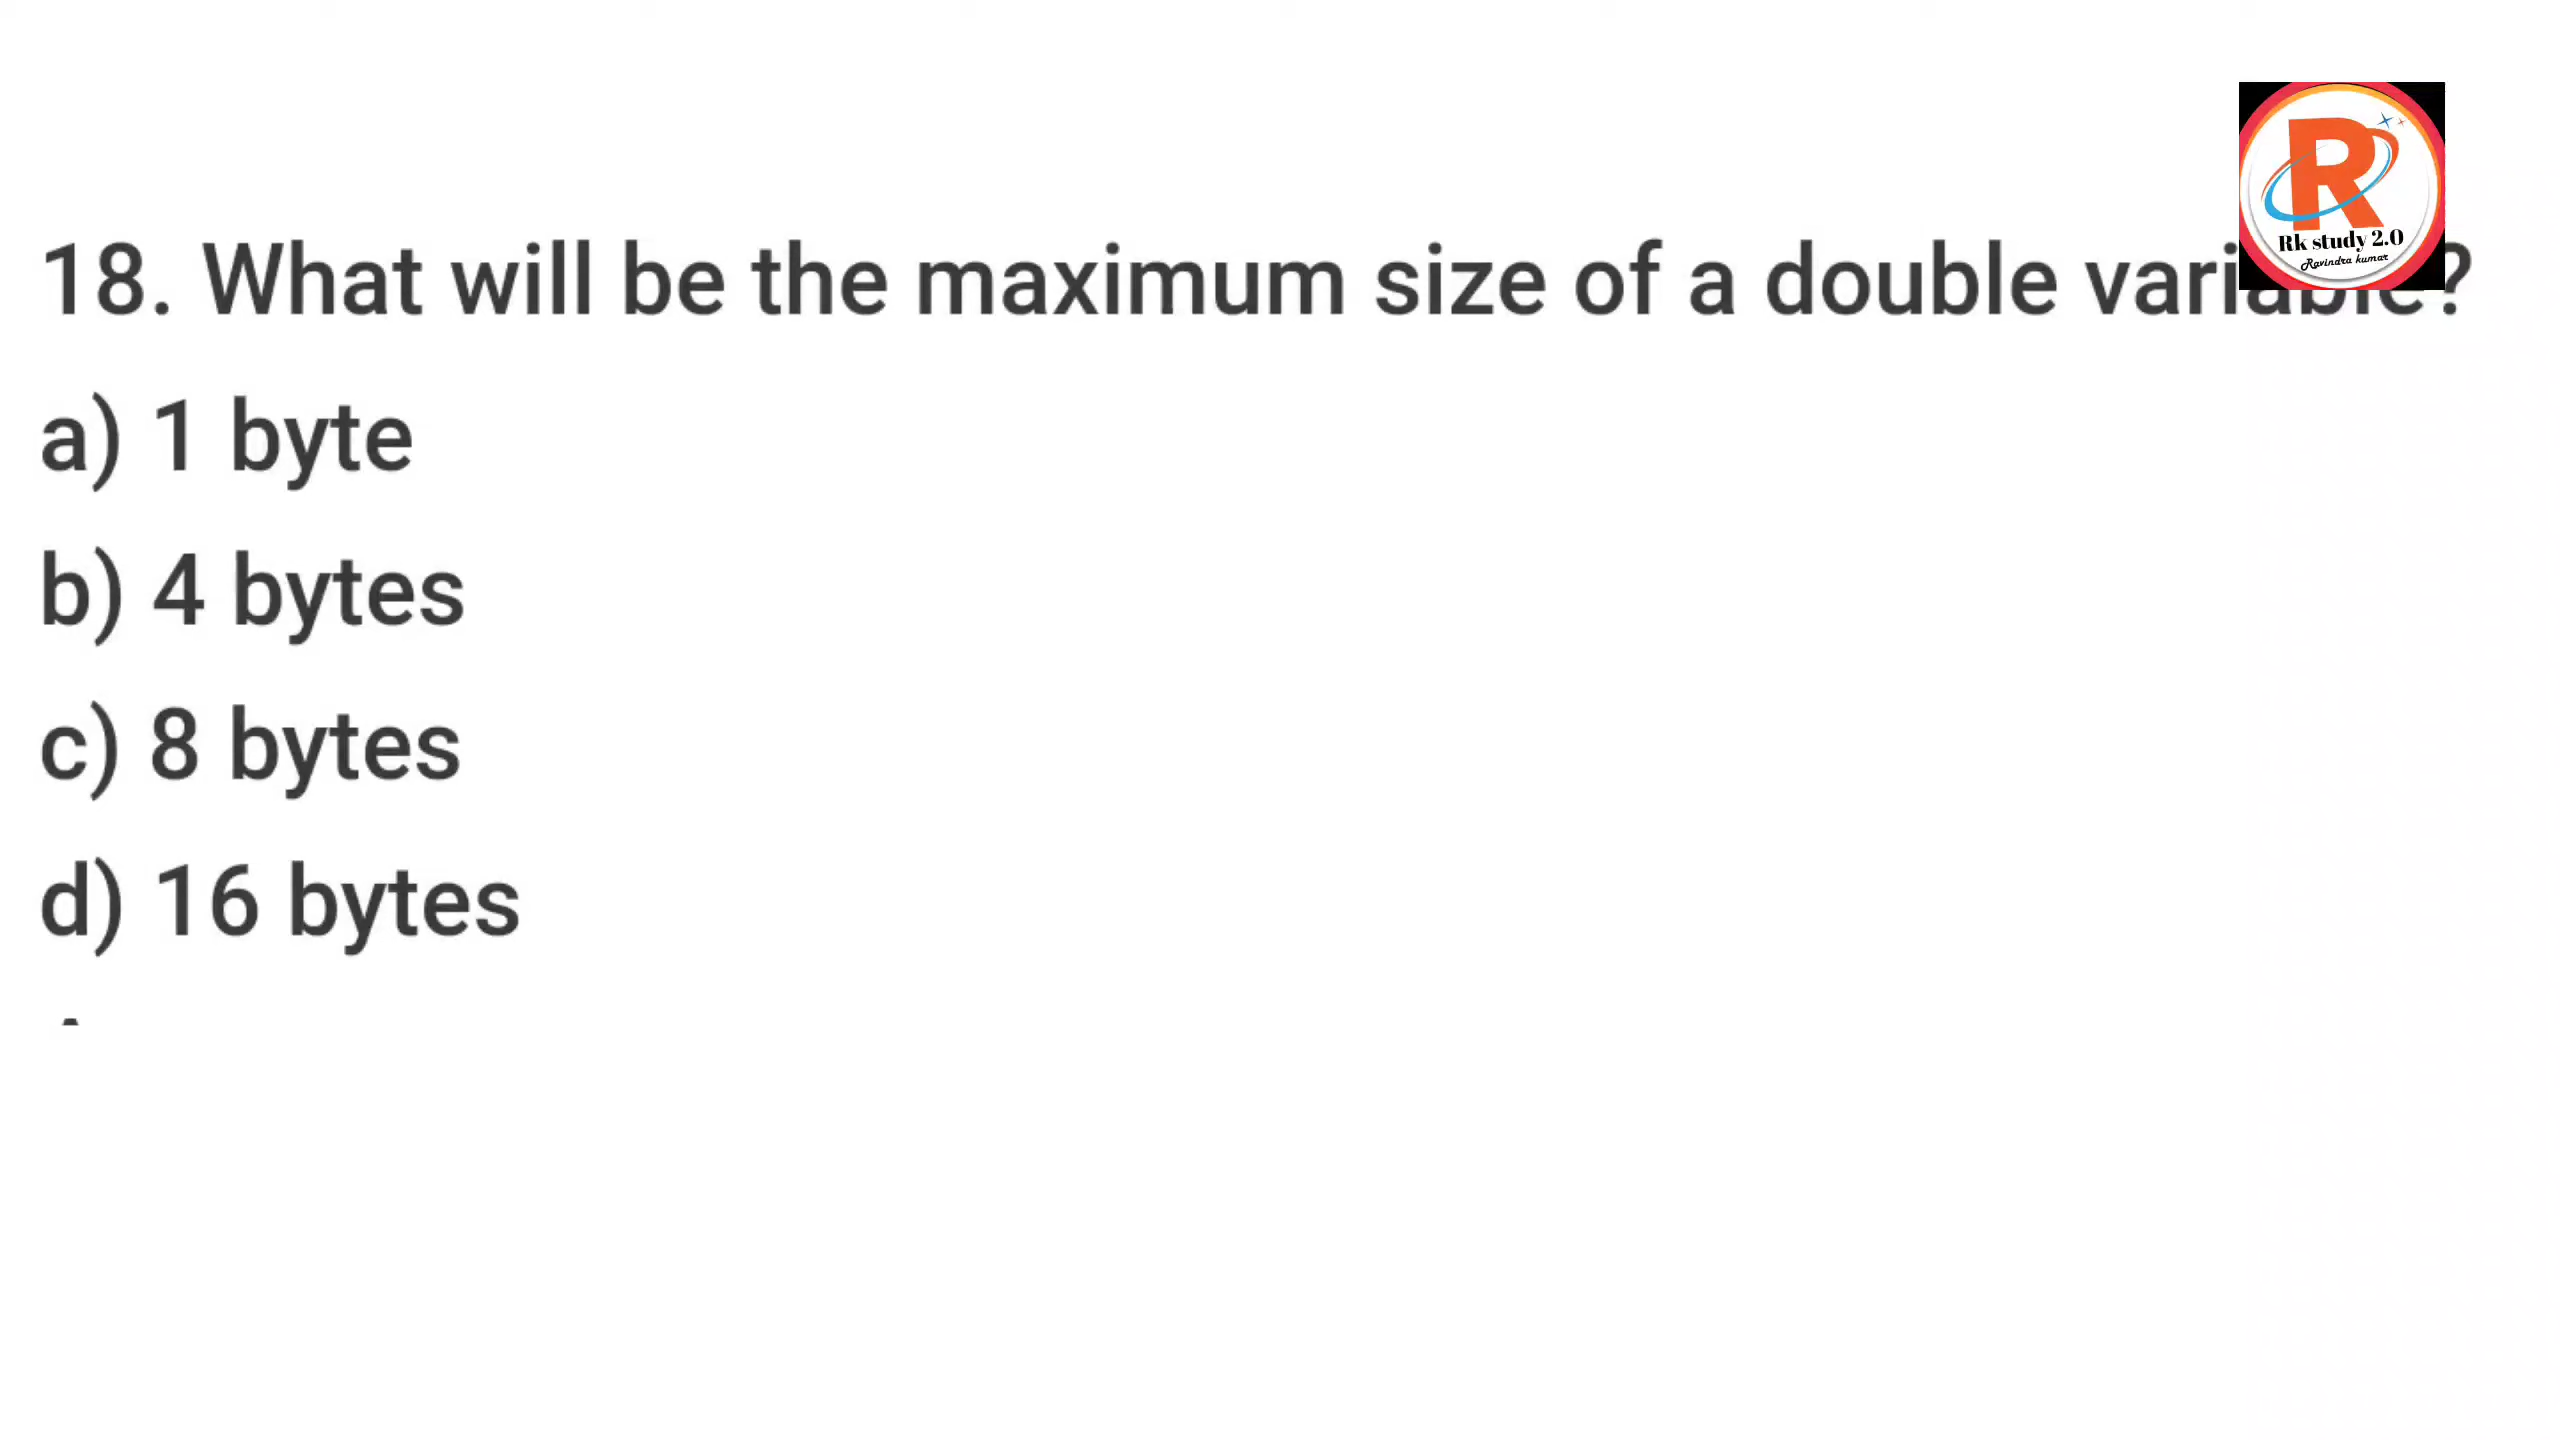 R
Rk study 2.0
Ravindra kumar
18. What will be the maximum size of a double variable?
a) 1 byte
b) 4 bytes
c) 8 bytes
d) 16 bytes